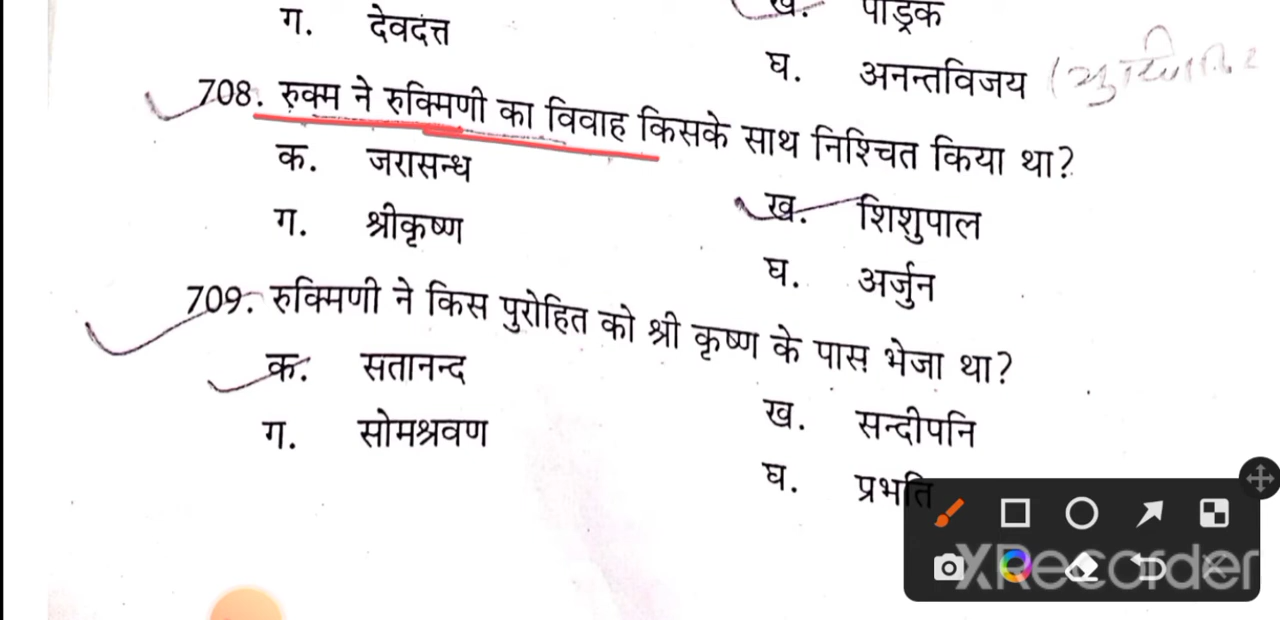 ख. पौंड्रक
ग. देवदत्त
घ. अनन्तविजय
708. रुक्म ने रुक्मिणी का विवाह किसके साथ निश्चित किया था?
क. जरासन्ध
ख. शिशुपाल
ग. श्रीकृष्ण
घ. अर्जुन
709. रुक्मिणी ने किस पुरोहित को श्री कृष्ण के पास भेजा था?
क. सतानन्द
ख. सन्दीपनि
ग. सोमश्रवण
घ. प्रभति
XRecorder